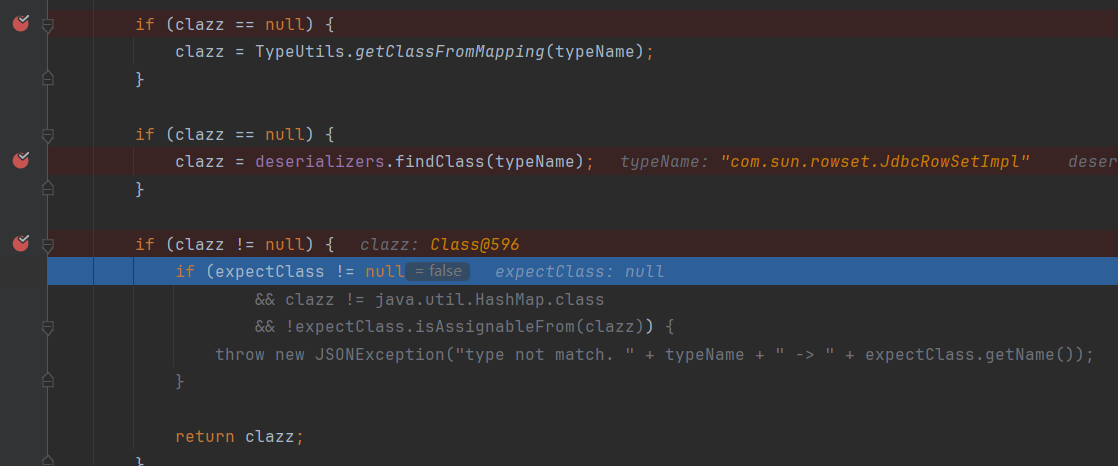 if (clazz == null) {
clazz = TypeUtils.getClassFromMapping(typeName);
}
if (clazz == null) {
clazz = deserializers.findClass(typeName); typeName: "com.sun.rowset.JdbcRowSetImpl" deser
}
if (clazz != null) { clazz: Class@596
if (expectClass != null = false expectClass: null
&& clazz != java.util.HashMap.class
&& !expectClass.isAssignableFrom(clazz)) {
throw new JSONException("type not match. " + typeName + " -> " + expectClass.getName());
}
return clazz;
}